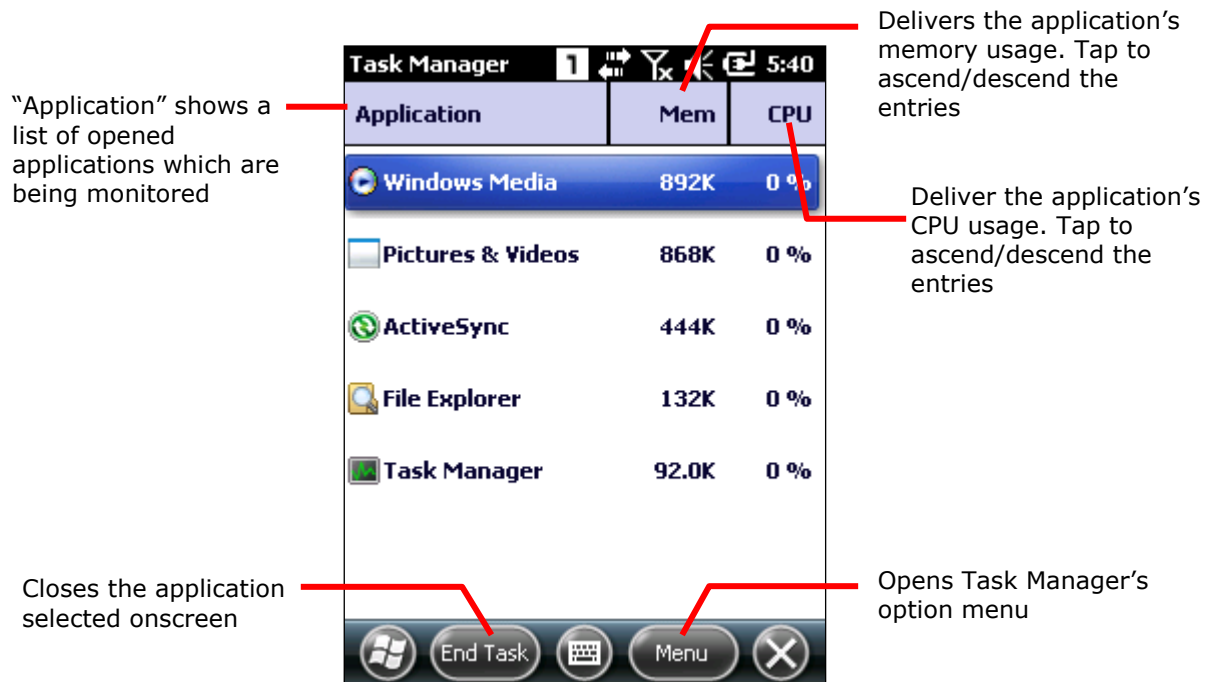 Delivers the application’s
memory usage. Tap to
ascend/descend the
entries
“Application” shows a
list of opened
applications which are
being monitored
Task Manager 1 5:40
Application Mem CPU
Windows Media 892K 0 %
Deliver the application’s
CPU usage. Tap to
ascend/descend the
entries
Pictures & Videos 868K 0 %
ActiveSync 444K 0 %
File Explorer 132K 0 %
Task Manager 92.0K 0 %
Closes the application
selected onscreen
Opens Task Manager’s
option menu
End Task Menu